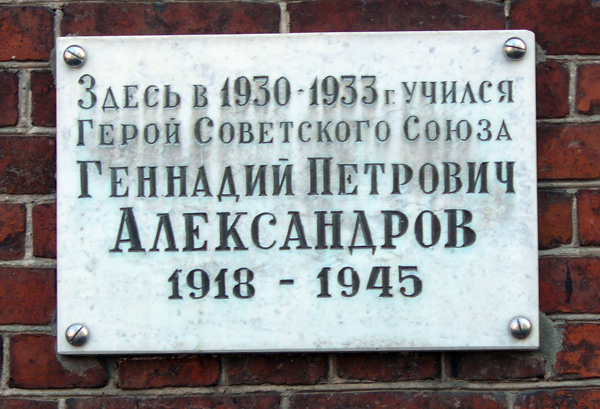 Здесь в 1930-1933 г. учился
Герой Советского Союза
Геннадий Петрович
Александров
1918 - 1945